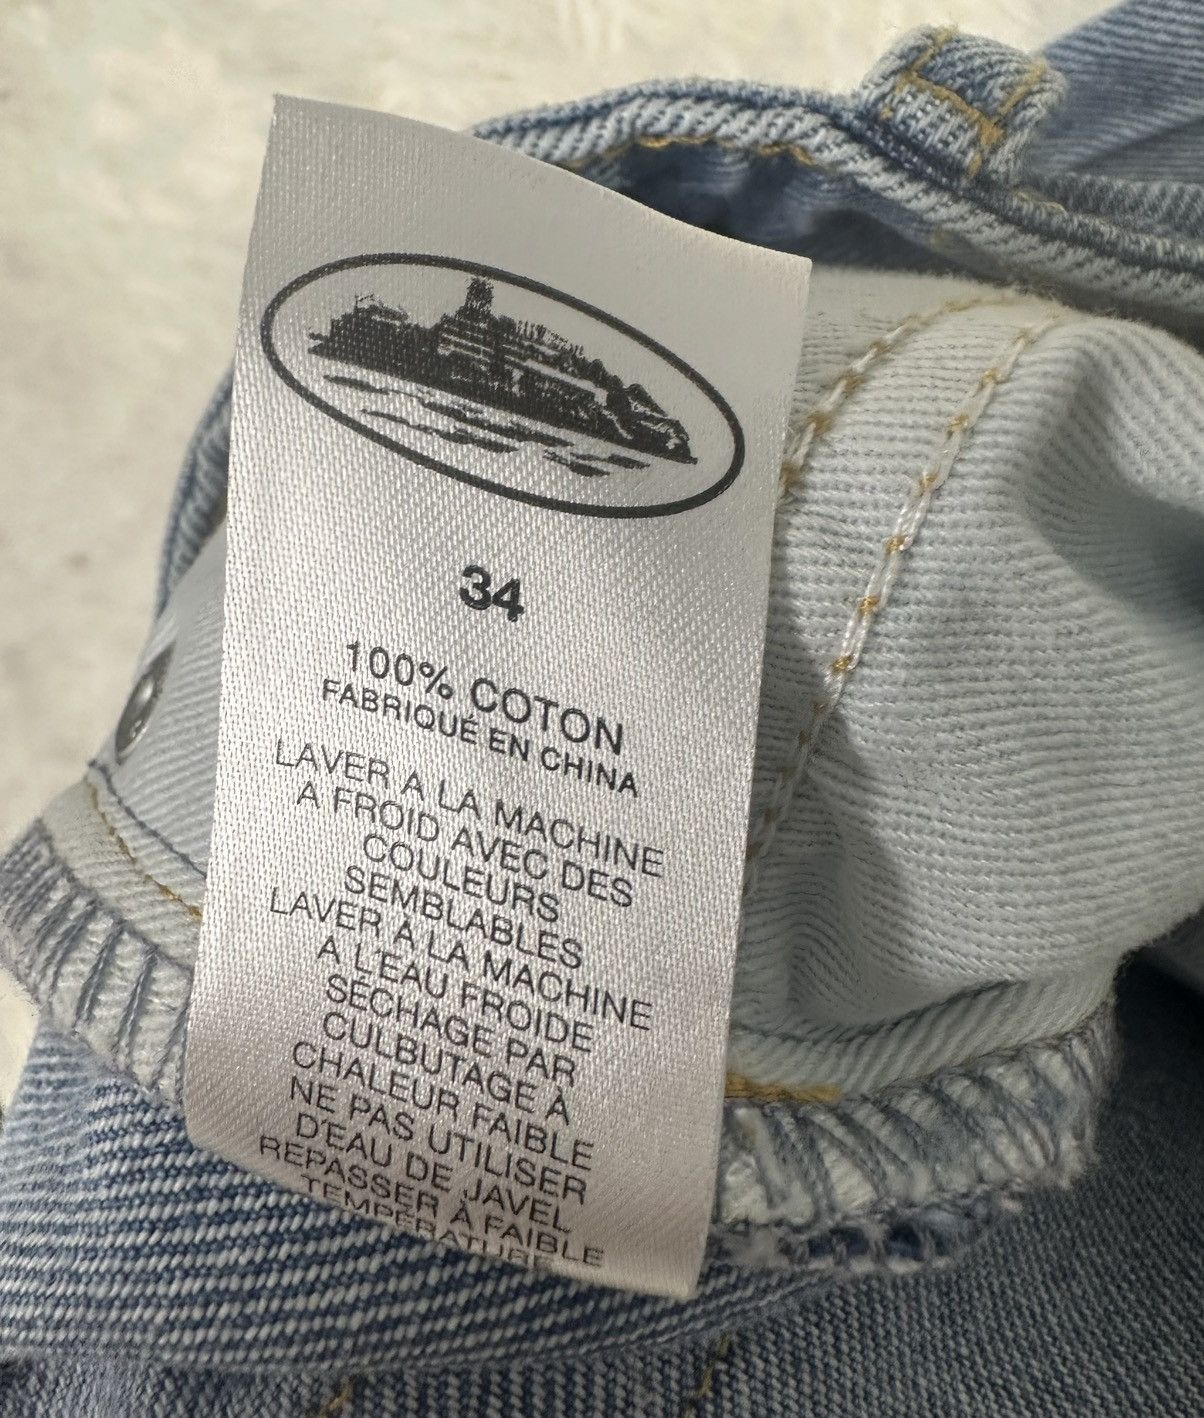 34
100% COTON
FABRIQUÉ EN CHINA
LAVER A LA MACHINE
A FROID AVEC DES
COULEURS
SEMBLABLES
LAVER À LA MACHINE
A L'EAU FROIDE
SÉCHAGE PAR
CULBUTAGE À
CHALEUR FAIBLE
NE PAS UTILISER
D'EAU DE JAVEL
REPASSER À FAIBLE
TEMPÉRATURE